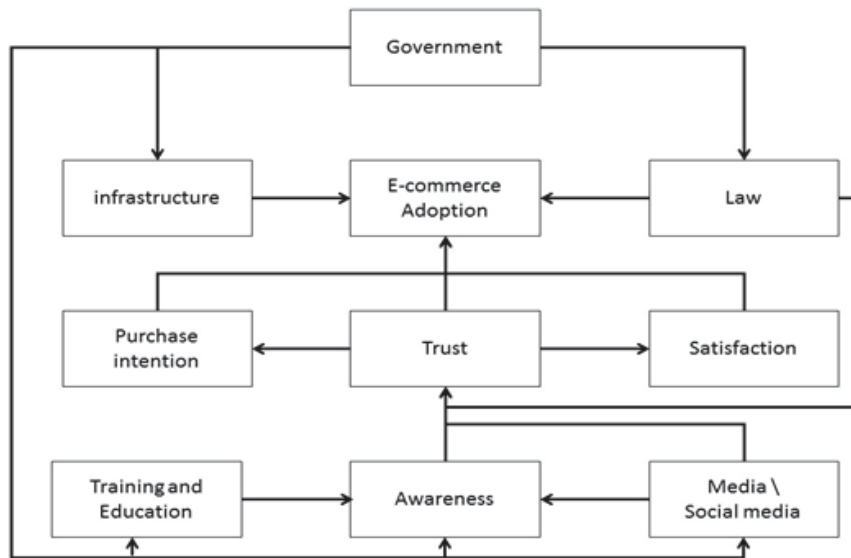 Government
infrastructure
E-commerce
Adoption
Law
Purchase
intention
Trust
Satisfaction
Training and
Education
Awareness
Media \
Social media